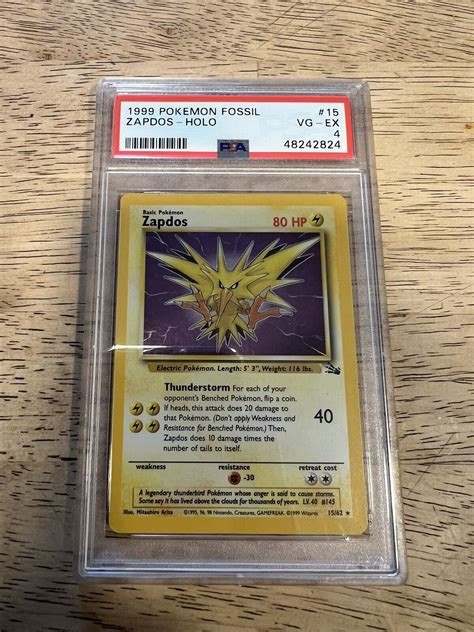 1999 POKEMON FOSSIL #15
ZAPDOS - HOLO VG - EX
4
PSA 48242824
Basic Pokémon
Zapdos 80 HP
Electric Pokémon. Length: 5' 3", Weight: 116 lbs.
Thunderstorm For each of your
opponent's Benched Pokémon, flip a coin.
If heads, this attack does 20 damage
to that Pokémon. (Don't apply Weakness and
Resistance for Benched Pokémon.) Then,
Zapdos does 10 damage times the
number of tails to itself.
40
weakness resistance retreat cost
-30
A legendary thunderbird Pokémon whose anger is said to cause storms.
Some say it has lived above the clouds for thousands of years. LV. 40 #145
Illus. Mitsuhiro Arita ©1995, 96, 98 Nintendo, Creatures, GAMEFREAK. ©1999 Wizards. 15/62